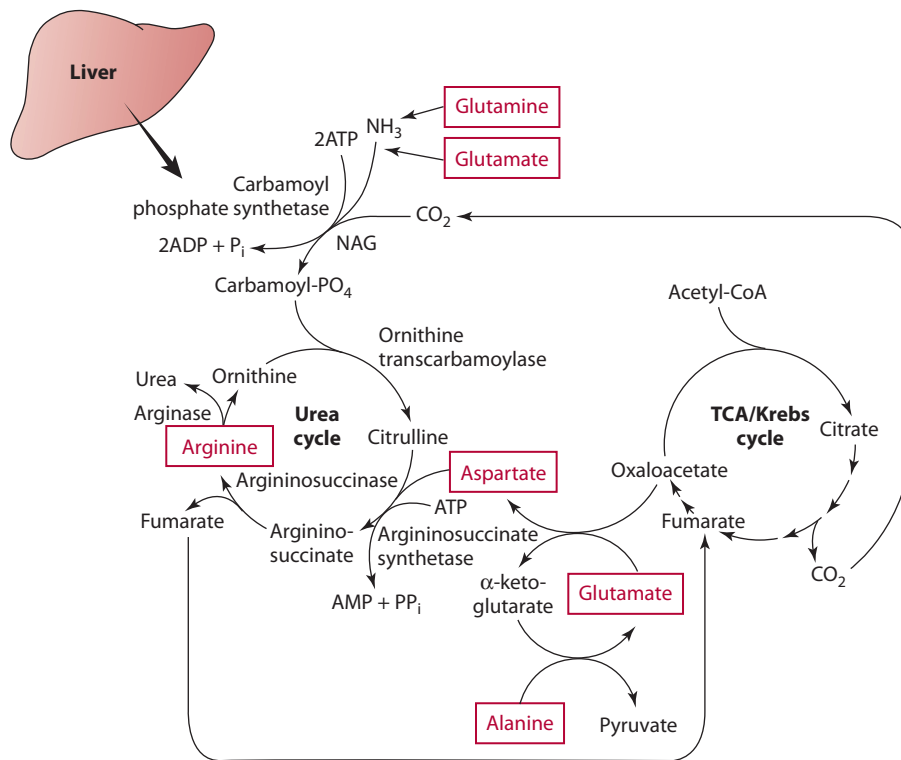 Liver
Glutamine
NH₃
2ATP
Glutamate
Carbamoyl
phosphate synthetase
CO₂
2ADP + Pᵢ
NAG
Carbamoyl-PO₄
Acetyl-CoA
Ornithine
transcarbamoylase
Urea
Ornithine
Arginase
Urea
cycle
TCA/Krebs
cycle
Citrulline
Citrate
Arginine
Argininosuccinase
Aspartate
Oxaloacetate
ATP
Fumarate
Arginino-
succinate
Argininosuccinate
synthetase
Fumarate
CO₂
AMP + PPᵢ
α-keto-
glutarate
Glutamate
Alanine
Pyruvate